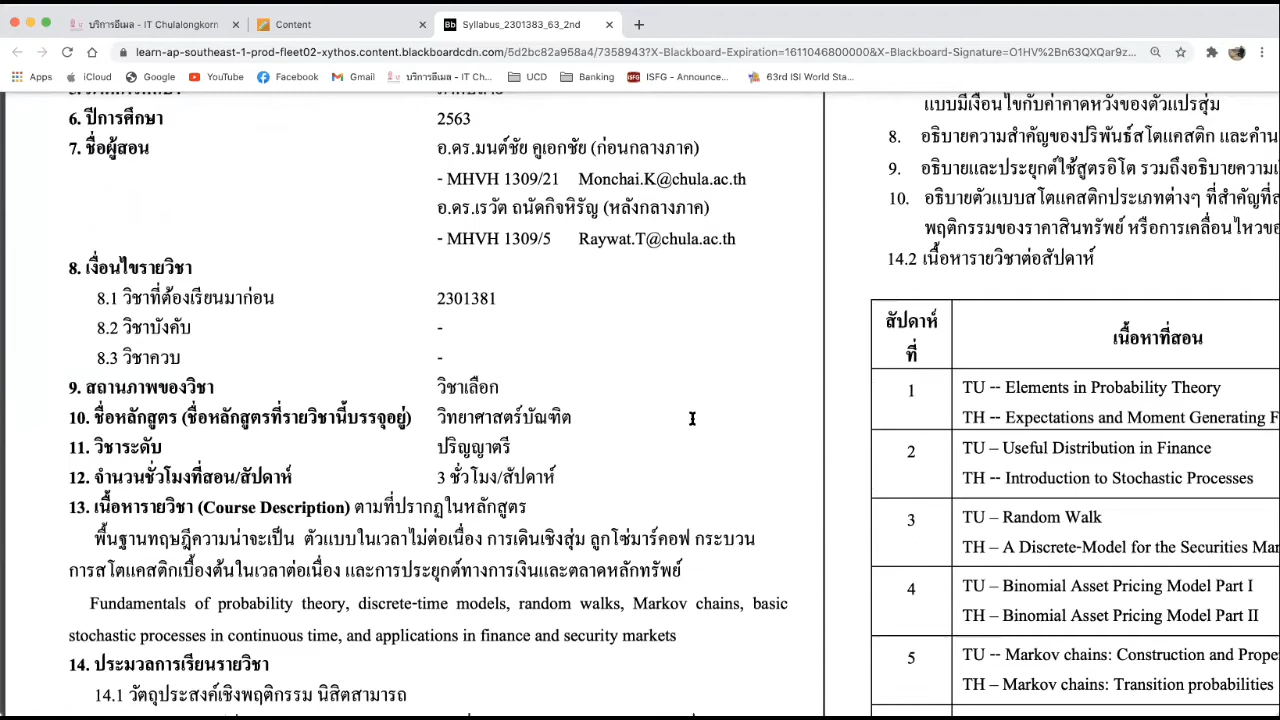 บริการอีเมล - IT Chulalongkorn
Content
Bb Syllabus_2301383_63_2nd
learn-ap-southeast-1-prod-fleet02-xythos.content.blackboardcdn.com/5d2bc82a958a4/7358943?X-Blackboard-Expiration=1611046800000&X-Blackboard-Signature=O1HV%2Bn63QXQar9z...
Apps iCloud Google YouTube Facebook Gmail บริการอีเมล - IT Ch... UCD Banking ISFG - Announce... 63rd ISI World Sta...
6. ปีการศึกษา 2563
7. ชื่อผู้สอน อ.ดร.มนต์ชัย คูเอกชัย (ก่อนกลางภาค)
- MHVH 1309/21 Monchai.K@chula.ac.th
อ.ดร.เรวัต ถนัดกิจหิรัญ (หลังกลางภาค)
- MHVH 1309/5 Raywat.T@chula.ac.th
8. เงื่อนไขรายวิชา
8.1 วิชาที่ต้องเรียนมาก่อน 2301381
8.2 วิชาบังคับ -
8.3 วิชาควบ -
9. สถานภาพของวิชา วิชาเลือก
10. ชื่อหลักสูตร (ชื่อหลักสูตรที่รายวิชานี้บรรจุอยู่) วิทยาศาสตร์บัณฑิต
11. วิชาระดับ ปริญญาตรี
12. จำนวนชั่วโมงที่สอน/สัปดาห์ 3 ชั่วโมง/สัปดาห์
13. เนื้อหารายวิชา (Course Description) ตามที่ปรากฏในหลักสูตร
พื้นฐานทฤษฎีความน่าจะเป็น ตัวแบบในเวลาไม่ต่อเนื่อง การเดินเชิงสุ่ม ลูกโซ่มาร์คอฟ กระบวน
การสโตแคสติกเบื้องต้นในเวลาต่อเนื่อง และการประยุกต์ทางการเงินและตลาดหลักทรัพย์
Fundamentals of probability theory, discrete-time models, random walks, Markov chains, basic
stochastic processes in continuous time, and applications in finance and security markets
14. ประมวลการเรียนรายวิชา
14.1 วัตถุประสงค์เชิงพฤติกรรม นิสิตสามารถ
แบบมีเงื่อนไขกับค่าคาดหวังของตัวแปรสุ่ม
8. อธิบายความสำคัญของปริพันธ์สโตแคสติก และคำน
9. อธิบายและประยุกต์ใช้สูตรอิโต รวมถึงอธิบายความเ
10. อธิบายตัวแบบสโตแคสติกประเภทต่างๆ ที่สำคัญที่ส
พฤติกรรมของราคาสินทรัพย์ หรือการเคลื่อนไหวขอ
14.2 เนื้อหารายวิชาต่อสัปดาห์
สัปดาห์ที่ เนื้อหาที่สอน
1 TU -- Elements in Probability Theory
TH -- Expectations and Moment Generating F
2 TU – Useful Distribution in Finance
TH -- Introduction to Stochastic Processes
3 TU – Random Walk
TH – A Discrete-Model for the Securities Mar
4 TU – Binomial Asset Pricing Model Part I
TH – Binomial Asset Pricing Model Part II
5 TU -- Markov chains: Construction and Prope
TH – Markov chains: Transition probabilities